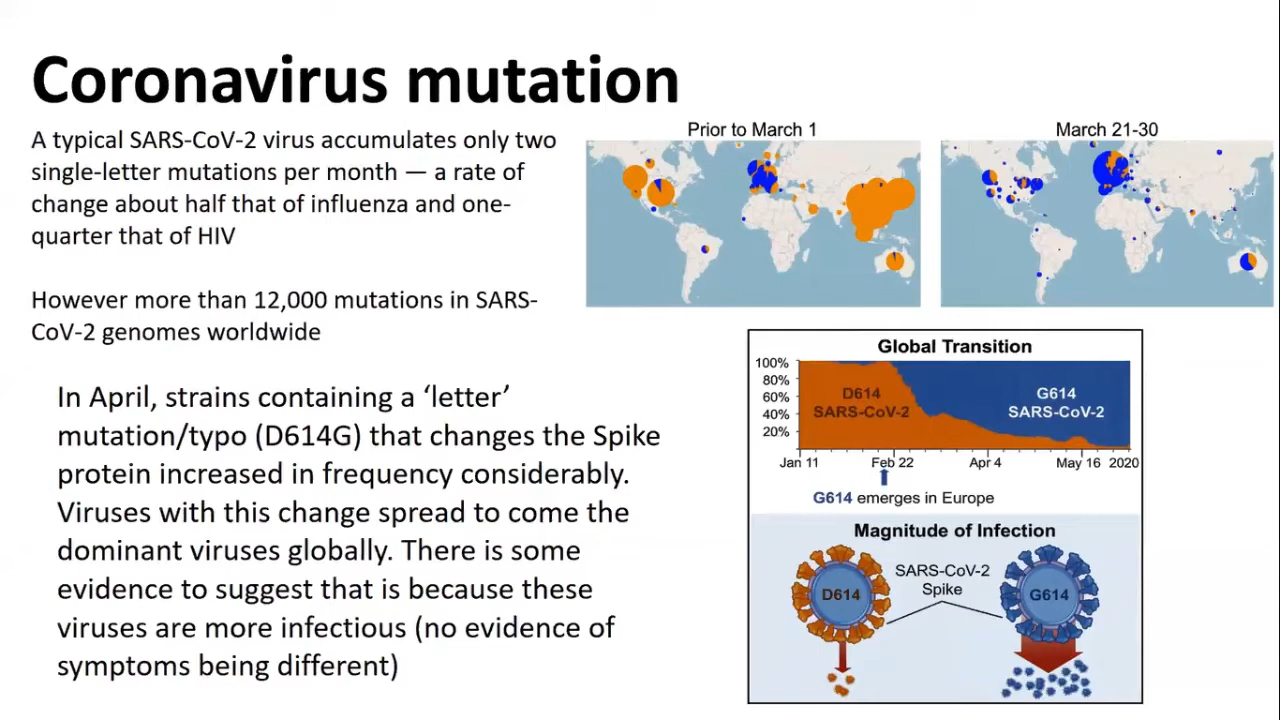 Coronavirus mutation
A typical SARS-CoV-2 virus accumulates only two
single-letter mutations per month — a rate of
change about half that of influenza and one-
quarter that of HIV
However more than 12,000 mutations in SARS-
CoV-2 genomes worldwide
In April, strains containing a ‘letter’
mutation/typo (D614G) that changes the Spike
protein increased in frequency considerably.
Viruses with this change spread to come the
dominant viruses globally. There is some
evidence to suggest that is because these
viruses are more infectious (no evidence of
symptoms being different)
Prior to March 1
March 21-30
Global Transition
100%
80%
60%
40%
20%
D614
SARS-CoV-2
G614
SARS-CoV-2
Jan 11 Feb 22 Apr 4 May 16 2020
G614 emerges in Europe
Magnitude of Infection
SARS-CoV-2
Spike
D614
G614